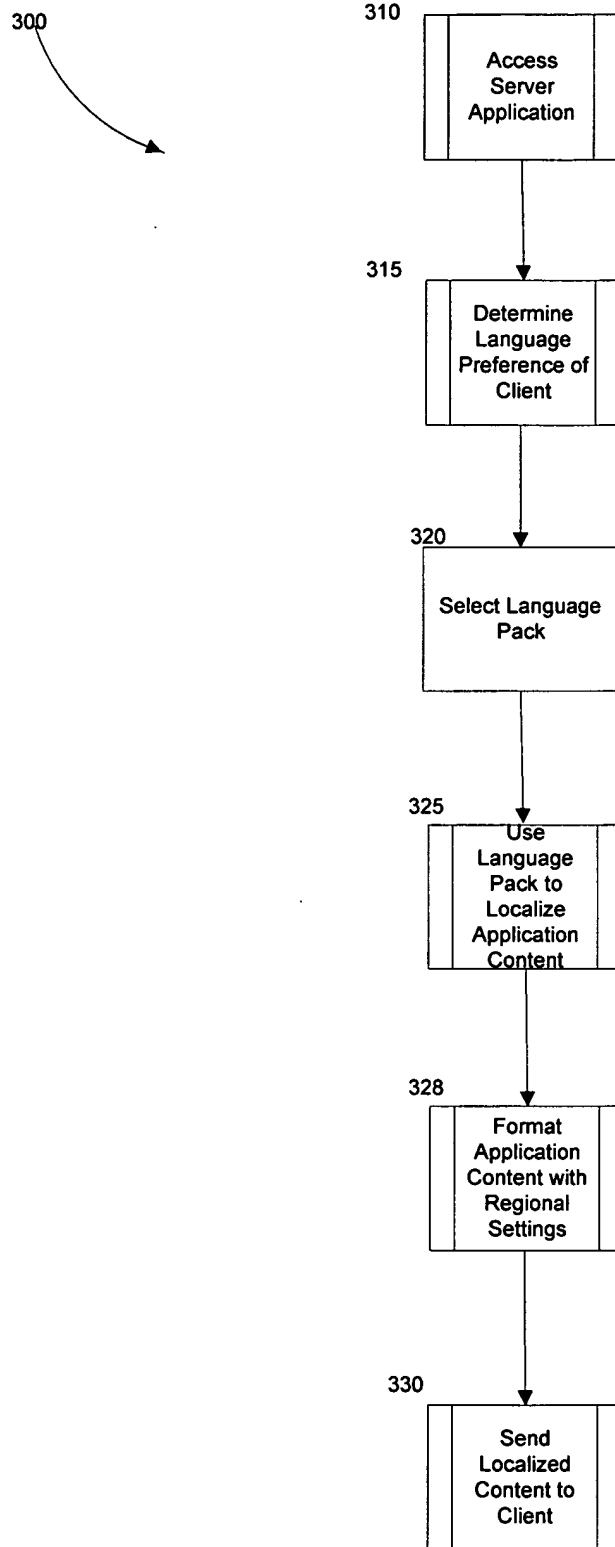 300
310
Access
Server
Application
315
Determine
Language
Preference of
Client
320
Select Language
Pack
325
Use
Language
Pack to
Localize
Application
Content
328
Format
Application
Content with
Regional
Settings
330
Send
Localized
Content to
Client